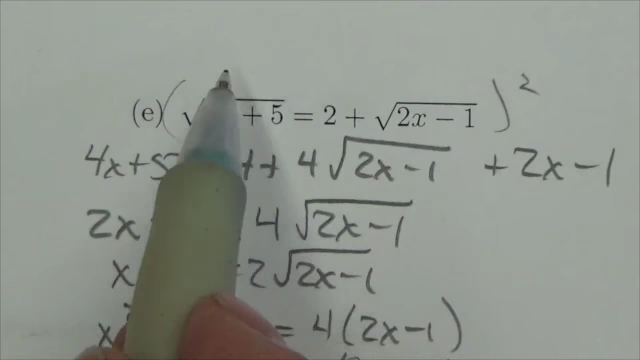 (e) ( √ + 5 = 2 + √(2x − 1) )²
4x+5 + 4√(2x−1) + 2x − 1
2x 4√(2x−1)
x 2√(2x−1)
x = 4(2x−1)